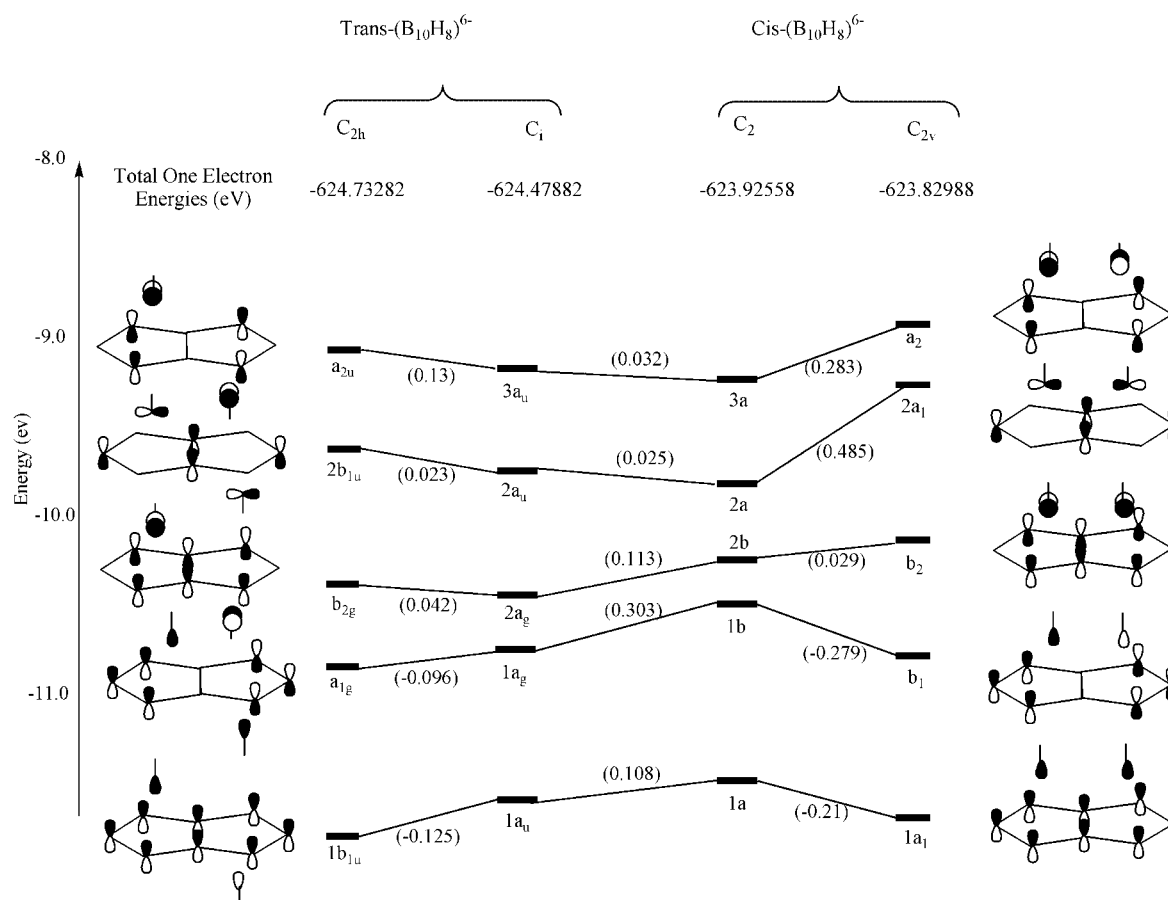 Trans-(B₁₀H₈)⁶⁻ Cis-(B₁₀H₈)⁶⁻
C₂ₕ Cᵢ C₂ C₂ᵥ
-8.0
Total One Electron
Energies (eV)
-624.73282 -624.47882 -623.92558 -623.82988
-9.0
a₂ᵤ (0.13) 3aᵤ (0.032) 3a (0.283) a₂
2b₁ᵤ (0.023) 2aᵤ (0.025) 2a (0.485) 2a₁
Energy (ev)
-10.0
b₂g (0.042) 2a_g (0.113) 2b (0.029) b₂
a₁g (-0.096) 1a_g (0.303) 1b (-0.279) b₁
-11.0
1b₁ᵤ (-0.125) 1aᵤ (0.108) 1a (-0.21) 1a₁